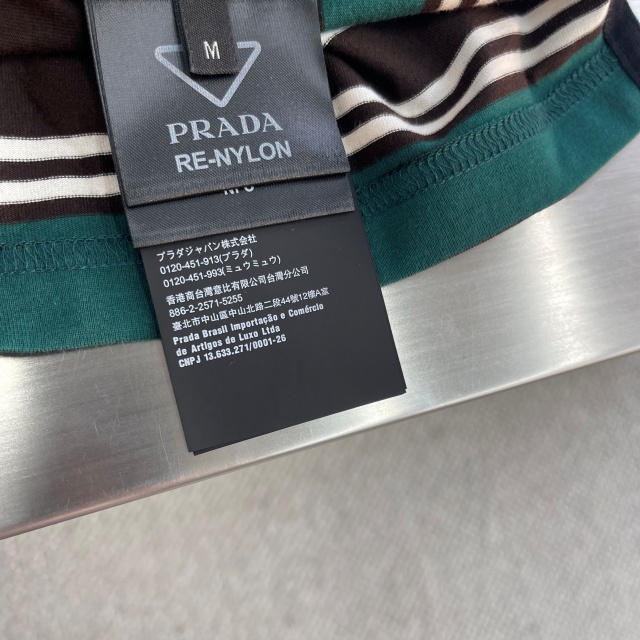 M
PRADA
RE-NYLON
プラダジャパン株式会社
0120-451-913(プラダ)
0120-451-993(ミュウミュウ)
香港商台灣意比有限公司台灣分公司
886-2-2571-5255
臺北市中山區中山北路二段44號12樓A室
Prada Brasil Importação e Comércio
de Artigos de Luxo Ltda
CNPJ 13.633.271/0001-26